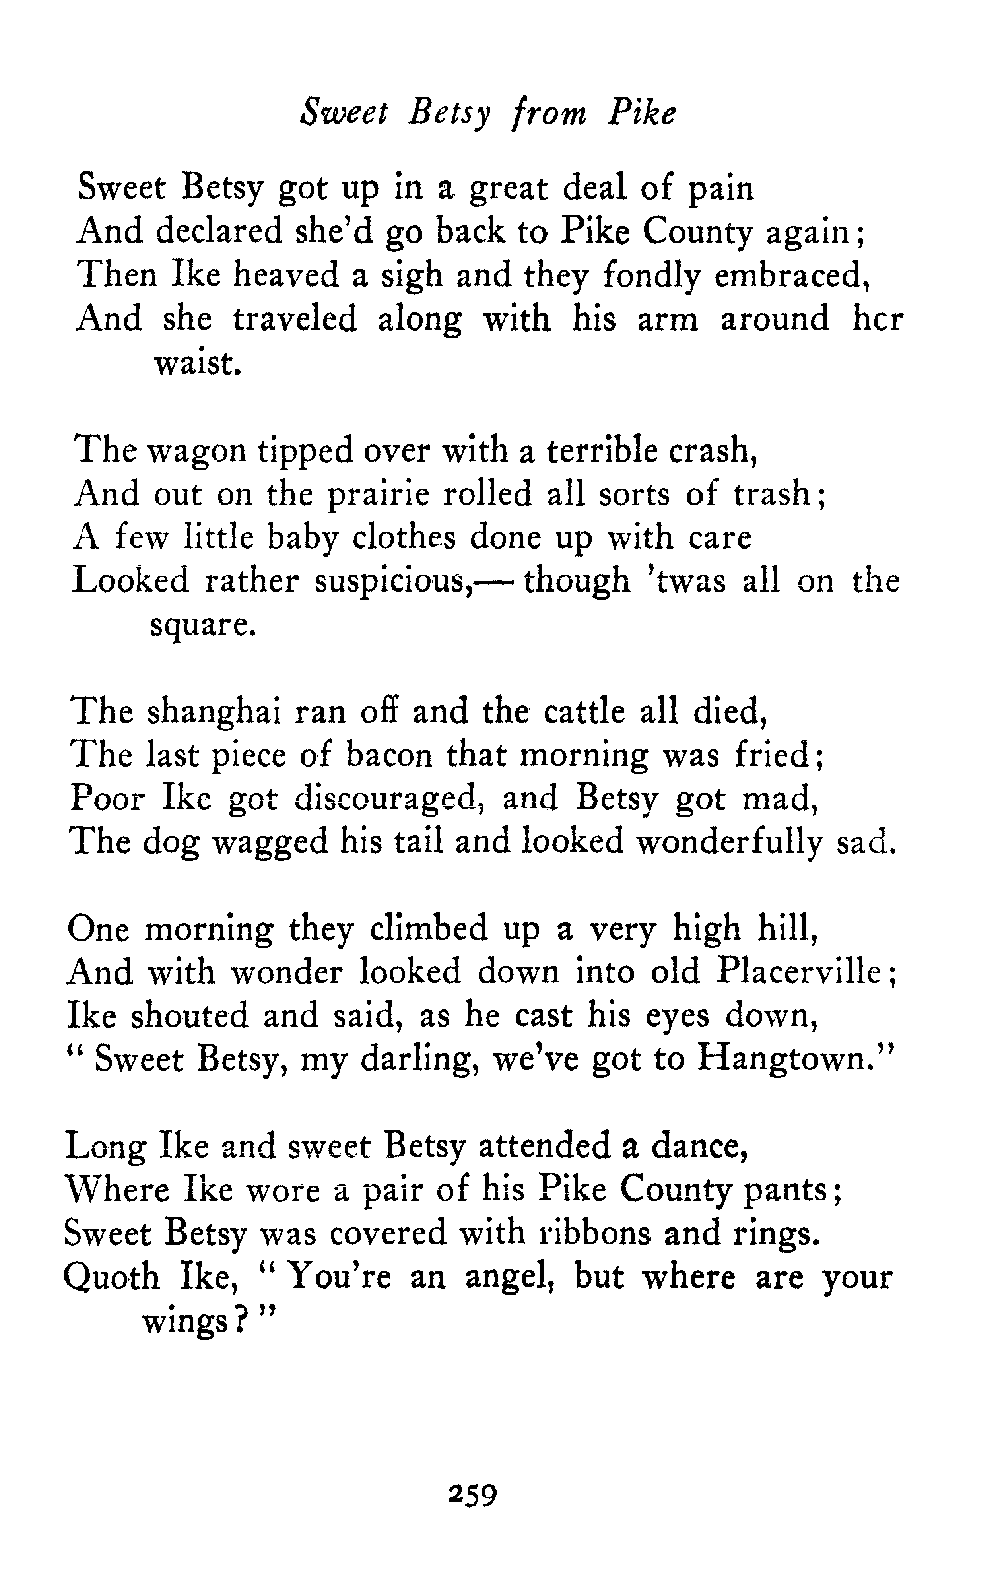 Sweet Betsy from Pike
Sweet Betsy got up in a great deal of pain
And declared she'd go back to Pike County again;
Then Ike heaved a sigh and they fondly embraced,
And she traveled along with his arm around her
waist.
The wagon tipped over with a terrible crash,
And out on the prairie rolled all sorts of trash;
A few little baby clothes done up with care
Looked rather suspicious,— though 'twas all on the
square.
The shanghai ran off and the cattle all died,
The last piece of bacon that morning was fried;
Poor Ike got discouraged, and Betsy got mad,
The dog wagged his tail and looked wonderfully sad.
One morning they climbed up a very high hill,
And with wonder looked down into old Placerville;
Ike shouted and said, as he cast his eyes down,
" Sweet Betsy, my darling, we've got to Hangtown."
Long Ike and sweet Betsy attended a dance,
Where Ike wore a pair of his Pike County pants;
Sweet Betsy was covered with ribbons and rings.
Quoth Ike, " You're an angel, but where are your
wings? "
259